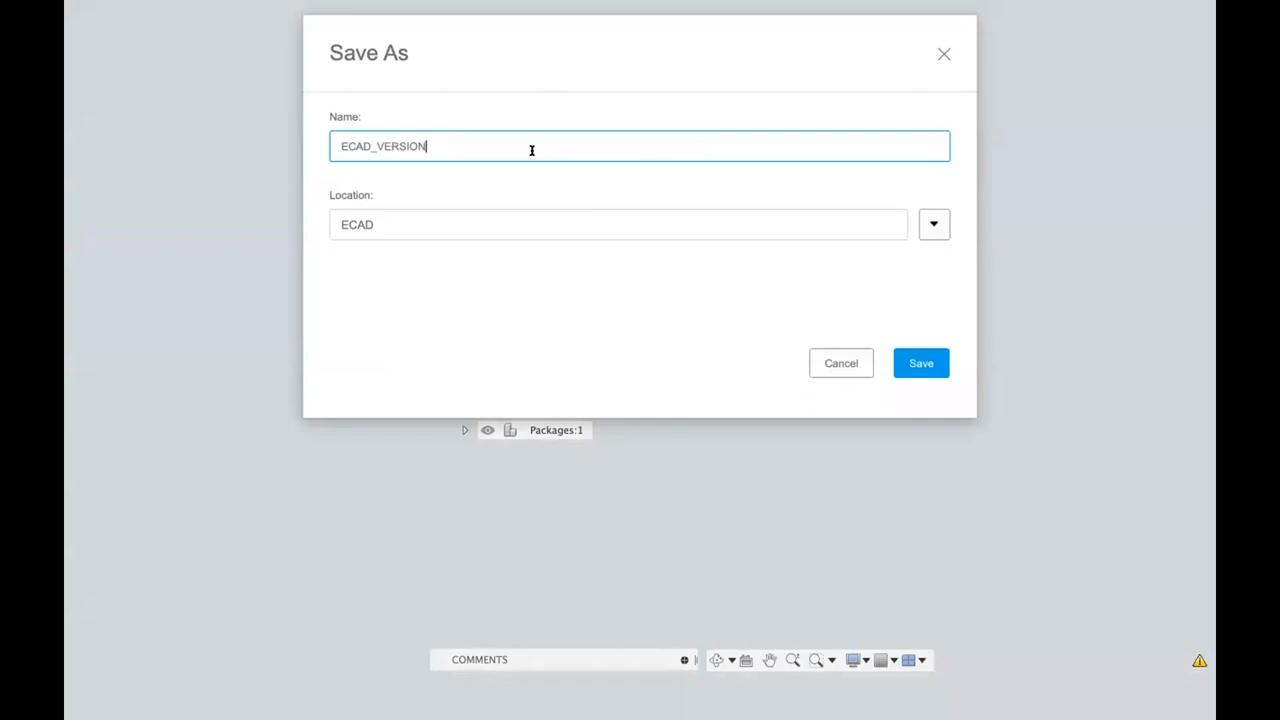 Save As
Name:
ECAD_VERSION
Location:
ECAD
Cancel
Save
Packages:1
COMMENTS